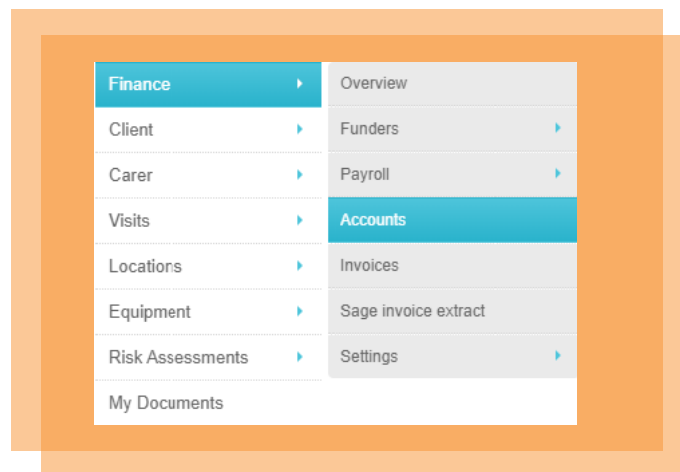 Finance
Client
Carer
Visits
Locations
Equipment
Risk Assessments
My Documents
Overview
Funders
Payroll
Accounts
Invoices
Sage invoice extract
Settings